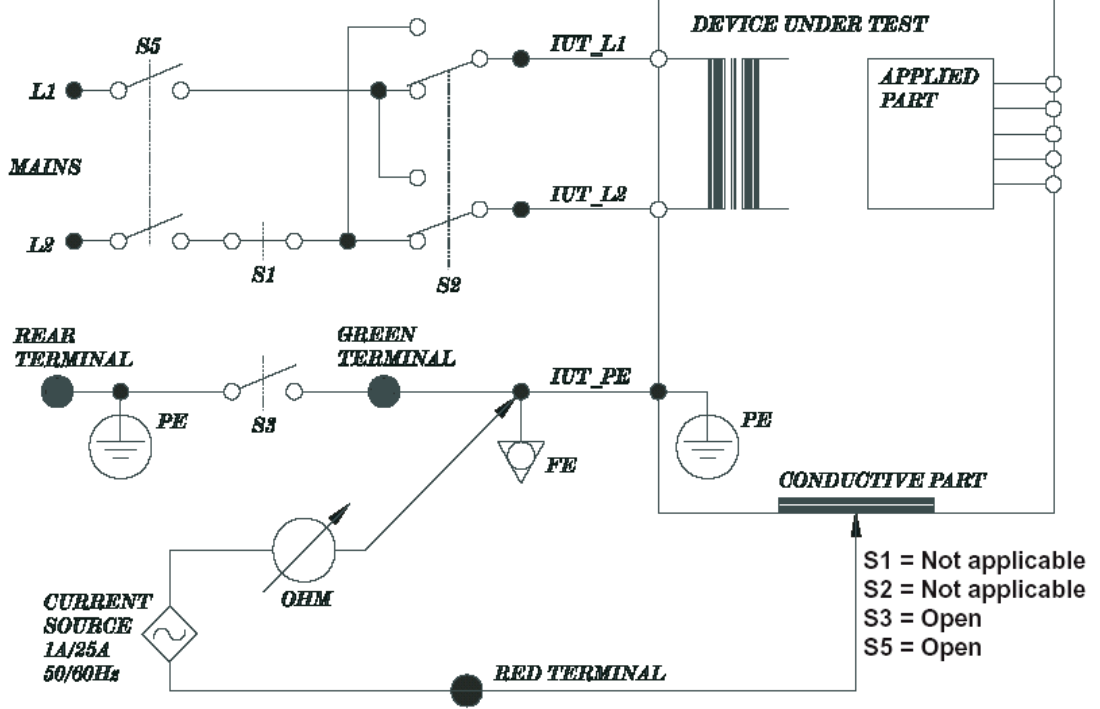 DEVICE UNDER TEST
S5
IUT_L1
L1
APPLIED
PART
MAINS
IUT_L2
L2
S1
S2
REAR
TERMINAL
GREEN
TERMINAL
IUT_PE
PE
S3
FE
PE
CONDUCTIVE PART
OHM
CURRENT
SOURCE
1A/25A
50/60Hz
RED TERMINAL
S1 = Not applicable
S2 = Not applicable
S3 = Open
S5 = Open